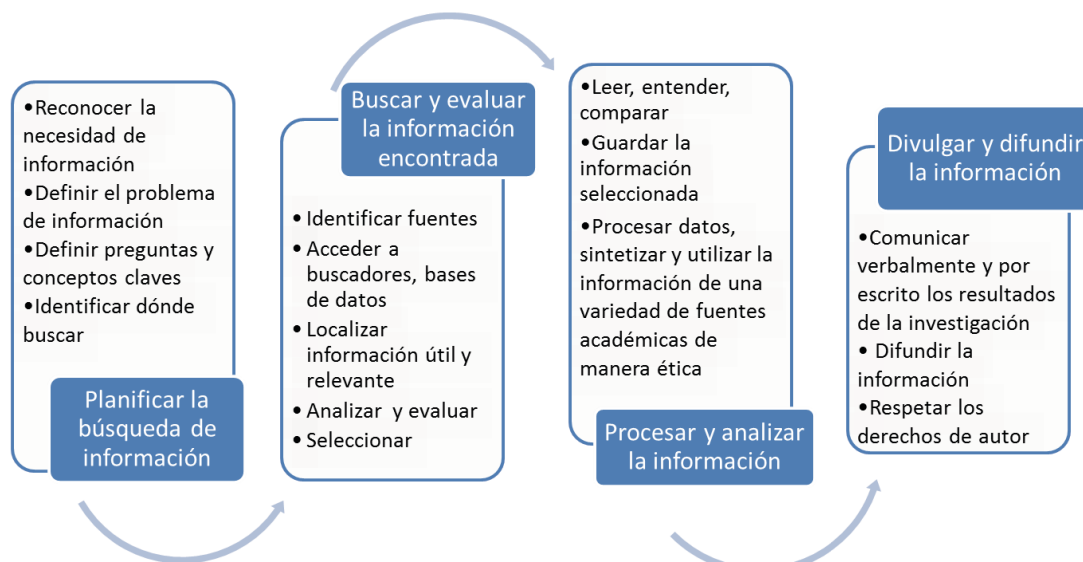 •Reconocer la
necesidad de
información
•Definir el problema
de información
•Definir preguntas y
conceptos claves
•Identificar dónde
buscar
Planificar la
búsqueda de
información
Buscar y evaluar
la información
encontrada
• Identificar fuentes
• Acceder a
buscadores, bases
de datos
• Localizar
información útil y
relevante
• Analizar y evaluar
• Seleccionar
•Leer, entender,
comparar
•Guardar la
información
seleccionada
•Procesar datos,
sintetizar y utilizar la
información de una
variedad de fuentes
académicas de
manera ética
Procesar y analizar
la información
Divulgar y difundir
la información
•Comunicar
verbalmente y por
escrito los resultados
de la investigación
• Difundir la
información
•Respetar los
derechos de autor